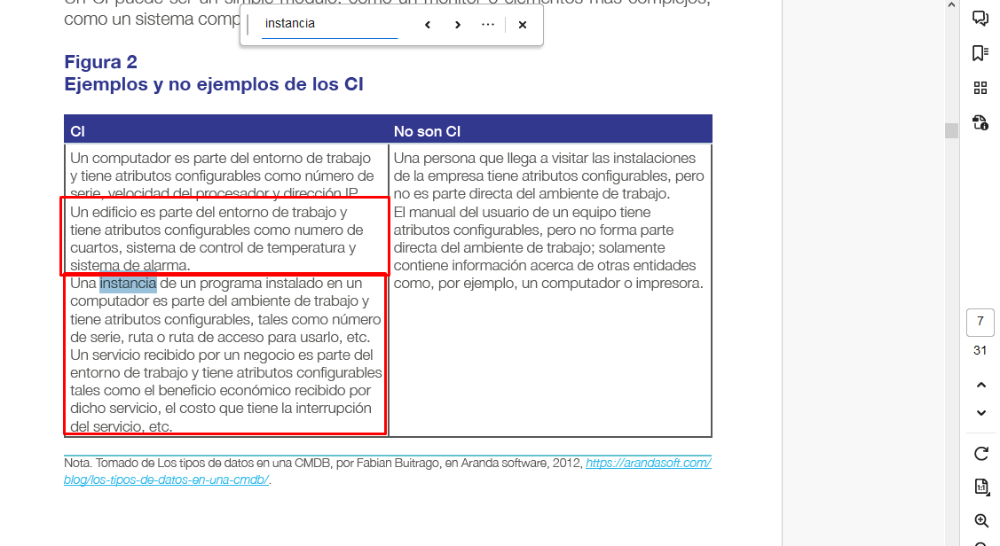 Un CI puede ser un simple módulo, como un monitor o elementos más complejos,
como un sistema comp
instancia
Figura 2
Ejemplos y no ejemplos de los CI
CI
No son CI
Un computador es parte del entorno de trabajo
y tiene atributos configurables como número de
serie, velocidad del procesador y dirección IP.
Un edificio es parte del entorno de trabajo y
tiene atributos configurables como numero de
cuartos, sistema de control de temperatura y
sistema de alarma.
Una instancia de un programa instalado en un
computador es parte del ambiente de trabajo y
tiene atributos configurables, tales como número
de serie, ruta o ruta de acceso para usarlo, etc.
Un servicio recibido por un negocio es parte del
entorno de trabajo y tiene atributos configurables
tales como el beneficio económico recibido por
dicho servicio, el costo que tiene la interrupción
del servicio, etc.
Una persona que llega a visitar las instalaciones
de la empresa tiene atributos configurables, pero
no es parte directa del ambiente de trabajo.
El manual del usuario de un equipo tiene
atributos configurables, pero no forma parte
directa del ambiente de trabajo; solamente
contiene información acerca de otras entidades
como, por ejemplo, un computador o impresora.
Nota. Tomado de Los tipos de datos en una CMDB, por Fabian Buitrago, en Aranda software, 2012, https://arandasoft.com/
blog/los-tipos-de-datos-en-una-cmdb/.
7
31
1:1